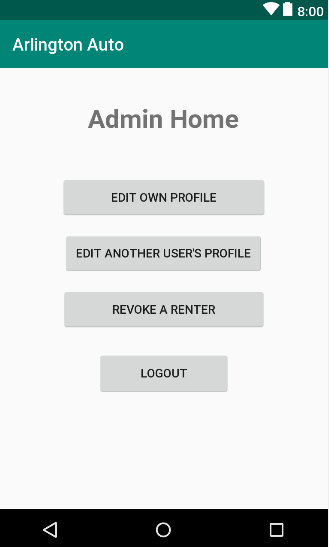 8:00
Arlington Auto
Admin Home
EDIT OWN PROFILE
EDIT ANOTHER USER'S PROFILE
REVOKE A RENTER
LOGOUT